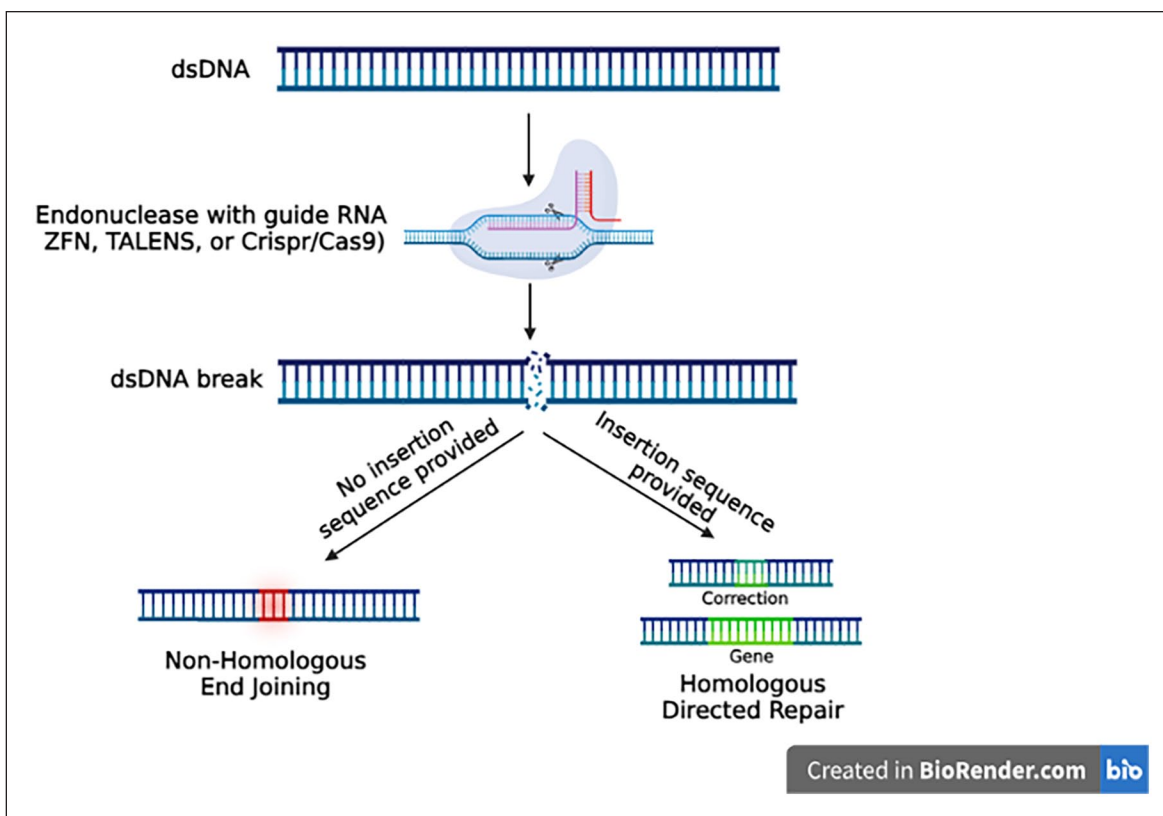 dsDNA
Endonuclease with guide RNA
ZFN, TALENS, or Crispr/Cas9)
dsDNA break
No insertion
sequence provided
Insertion sequence
provided
Correction
Gene
Non-Homologous
End Joining
Homologous
Directed Repair
Created in BioRender.com bio